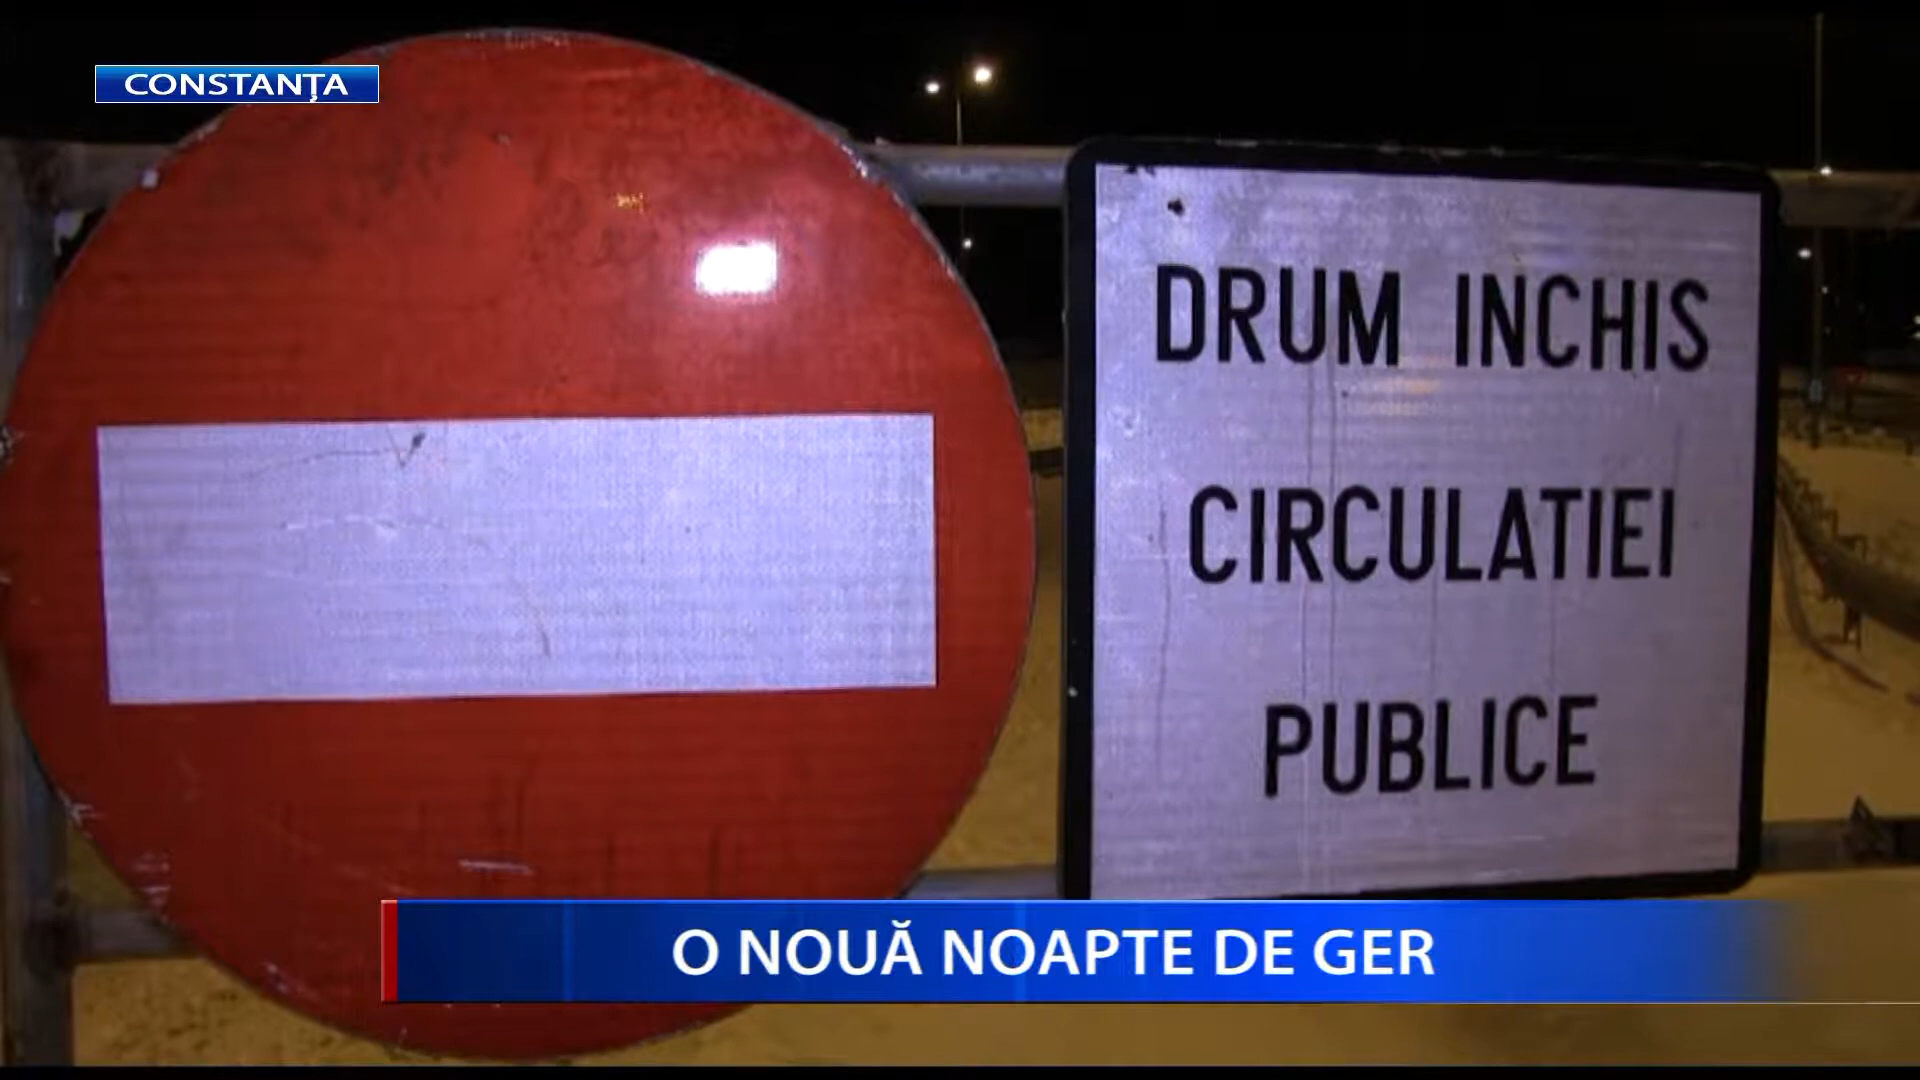 CONSTANȚA
DRUM INCHIS
CIRCULATIEI
PUBLICE
O NOUĂ NOAPTE DE GER